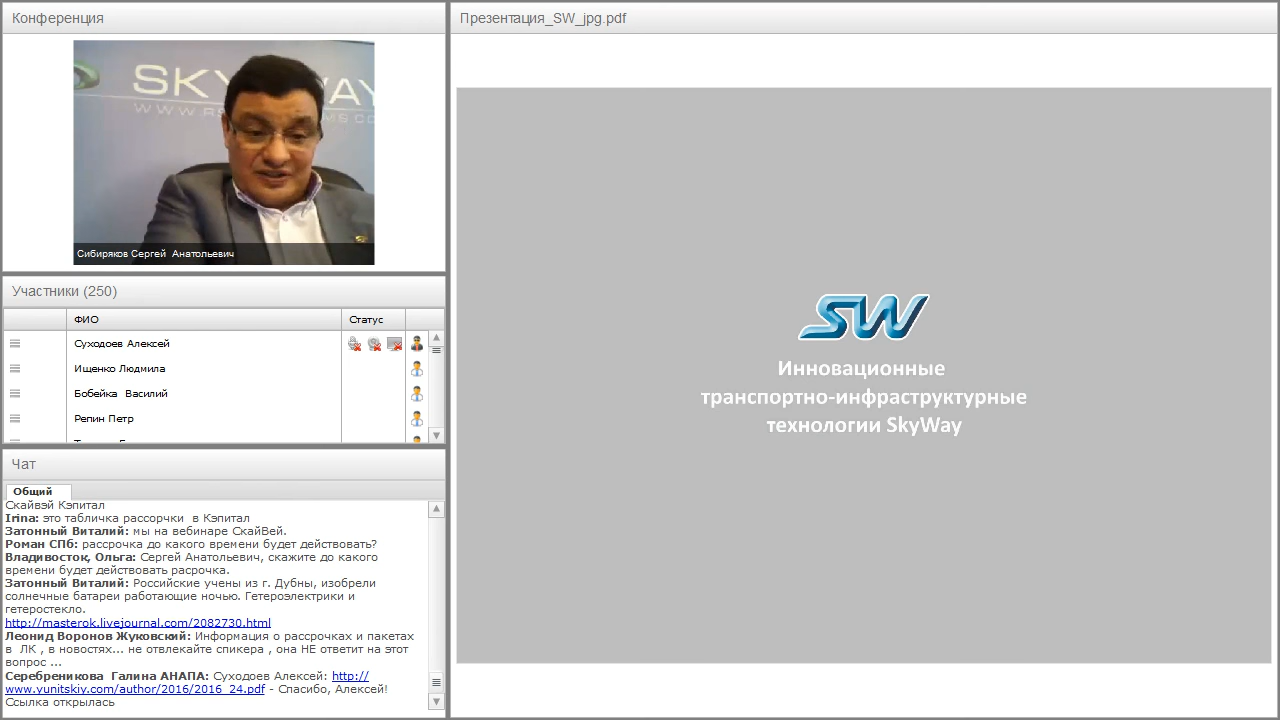 Конференция
SKYWAY
Сибиряков Сергей Анатольевич
Участники (250)
ФИО Статус
Суходоев Алексей
Ищенко Людмила
Бобейка Василий
Репин Петр
Чат
Общий
Скайвэй Кэпитал
Irina: это табличка рассорчки в Кэпитал
Затонный Виталий: мы на вебинаре СкайВей.
Роман СПб: рассрочка до какого времени будет действовать?
Владивосток, Ольга: Сергей Анатольевич, скажите до какого
времени будет действовать расрочка.
Затонный Виталий: Российские учены из г. Дубны, изобрели
солнечные батареи работающие ночью. Гетероэлектрики и
гетеростекло.
http://masterok.livejournal.com/2082730.html
Леонид Воронов Жуковский: Информация о рассрочках и пакетах
в ЛК , в новостях... не отвлекайте спикера , она НЕ ответит на этот
вопрос ...
Серебреникова Галина АНАПА: Суходоев Алексей: http://
www.yunitskiy.com/author/2016/2016_24.pdf - Спасибо, Алексей!
Ссылка открылась
Презентация_SW_jpg.pdf
SW
Инновационные
транспортно-инфраструктурные
технологии SkyWay